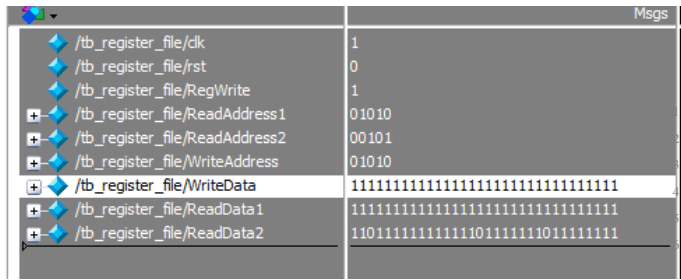 Msgs
/tb_register_file/clk 1
/tb_register_file/rst 0
/tb_register_file/RegWrite 1
/tb_register_file/ReadAddress1 01010
/tb_register_file/ReadAddress2 00101
/tb_register_file/WriteAddress 01010
/tb_register_file/WriteData 11111111111111111111111111111111
/tb_register_file/ReadData1 11111111111111111111111111111111
/tb_register_file/ReadData2 11011111111111101111111011111111